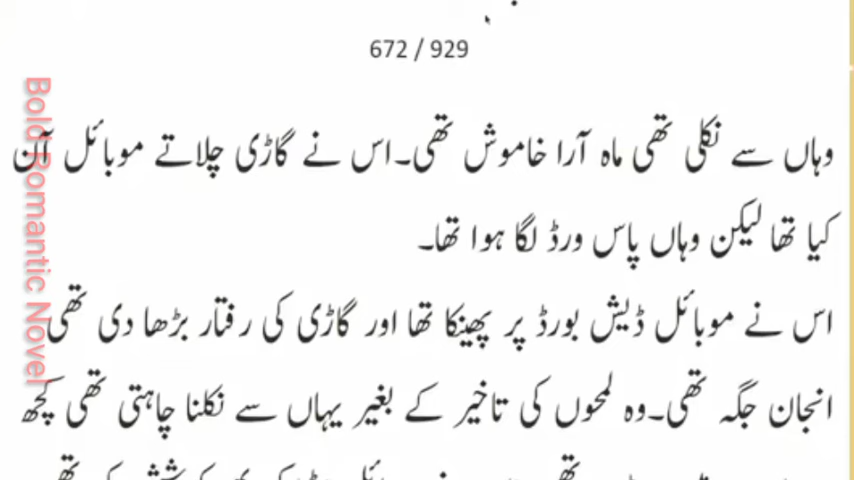 672 / 929
وہاں سے نکلی تھی ماہ آرا خاموش تھی۔اس نے گاڑی چلاتے موبائل آن
کیا تھا لیکن وہاں پاس ورڈ لگا ہوا تھا۔
اس نے موبائل ڈیش بورڈ پر پھینکا تھا اور گاڑی کی رفتار بڑھا دی تھی
انجان جگہ تھی۔وہ لمحوں کی تاخیر کے بغیر یہاں سے نکلنا چاہتی تھی کچھ
Bold Romantic Novel